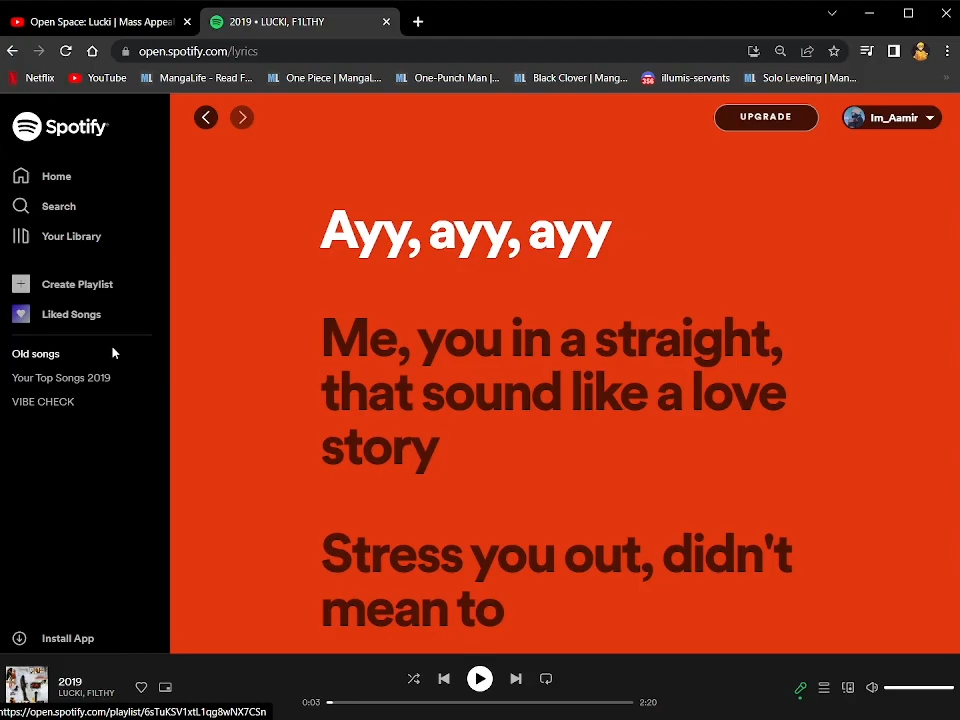 Open Space: Lucki | Mass Appeal
2019 • LUCKI, F1LTHY
open.spotify.com/lyrics
Netflix
YouTube
MangaLife - Read F...
One Piece | MangaL...
One-Punch Man |...
Black Clover | Mang...
illumis-servants
Solo Leveling | Man...
Spotify
UPGRADE
Im_Aamir
Home
Search
Your Library
Create Playlist
Liked Songs
Old songs
Your Top Songs 2019
VIBE CHECK
Install App
Ayy, ayy, ayy
Me, you in a straight,
that sound like a love
story
Stress you out, didn't
mean to
2019
LUCKI, F1LTHY
0:03
2:20
https://open.spotify.com/playlist/6sTuKSV1xtL1qg8wNX7CSn